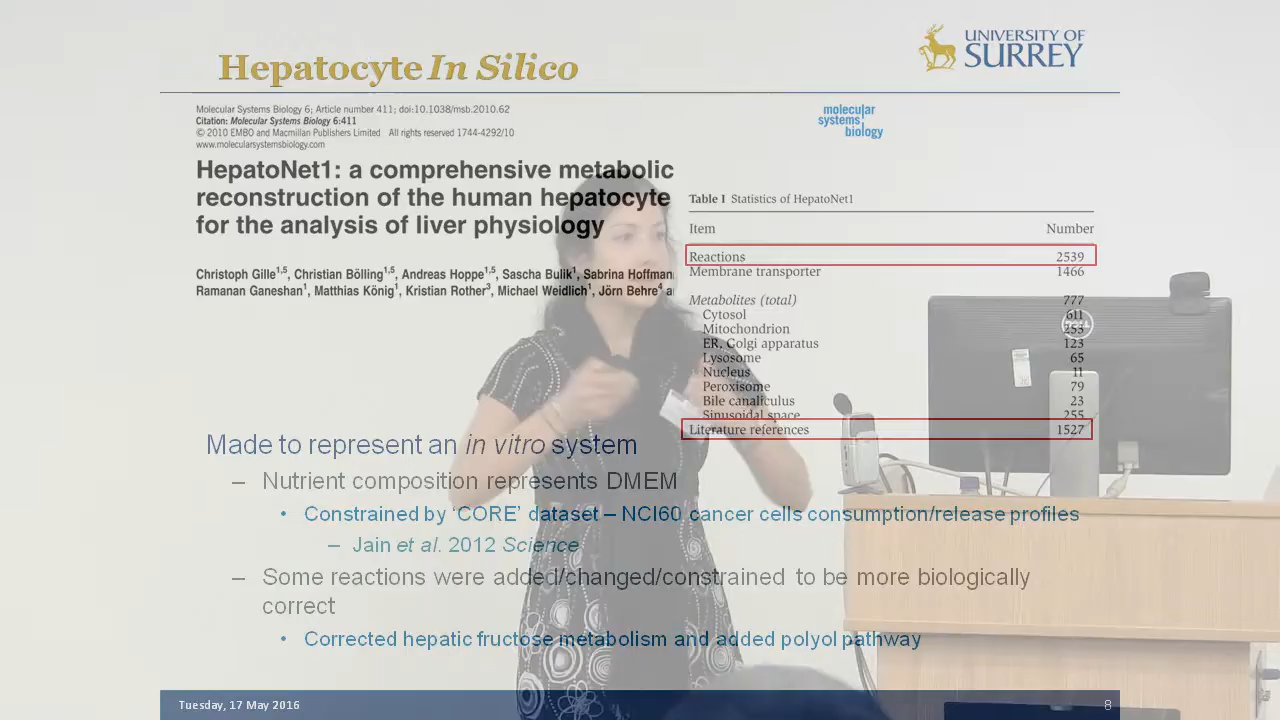 Hepatocyte In Silico
UNIVERSITY OF
SURREY
Molecular Systems Biology 6; Article number 411; doi:10.1038/msb.2010.62
Citation: Molecular Systems Biology 6:411
© 2010 EMBO and Macmillan Publishers Limited All rights reserved 1744-4292/10
www.molecularsystemsbiology.com
molecular
systems
biology
HepatoNet1: a comprehensive metabolic
reconstruction of the human hepatocyte
for the analysis of liver physiology
Christoph Gille1,5, Christian Bölling1,5, Andreas Hoppe1,5, Sascha Bulik1, Sabrina Hoffman
Ramanan Ganeshan1, Matthias König1, Kristian Rother3, Michael Weidlich1, Jörn Behre4 a
Table I Statistics of HepatoNet1
Item Number
Reactions 2539
Membrane transporter 1466
Metabolites (total) 777
Cytosol 611
Mitochondrion 253
ER, Golgi apparatus 123
Lysosome 65
Nucleus 11
Peroxisome 79
Bile canaliculus 23
Sinusoidal space 255
Literature references 1527
DELL
Made to represent an in vitro system
– Nutrient composition represents DMEM
• Constrained by ‘CORE’ dataset – NCI60 cancer cells consumption/release profiles
– Jain et al. 2012 Science
– Some reactions were added/changed/constrained to be more biologically
correct
• Corrected hepatic fructose metabolism and added polyol pathway
Tuesday, 17 May 2016
8